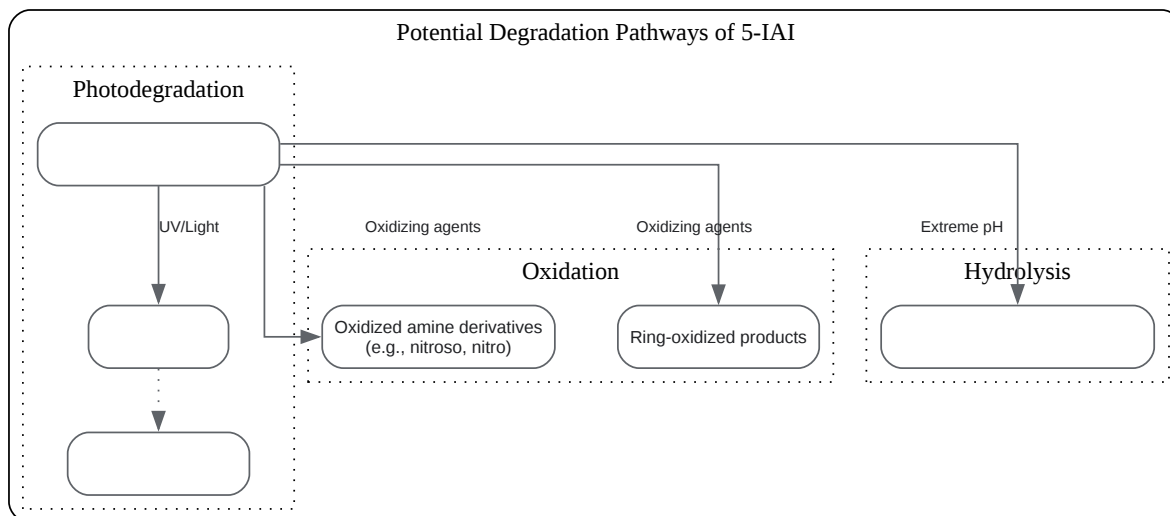 Potential Degradation Pathways of 5-IAI
Photodegradation
UV/Light
Oxidizing agents
Oxidizing agents
Extreme pH
Oxidation
Hydrolysis
Oxidized amine derivatives
(e.g., nitroso, nitro)
Ring-oxidized products